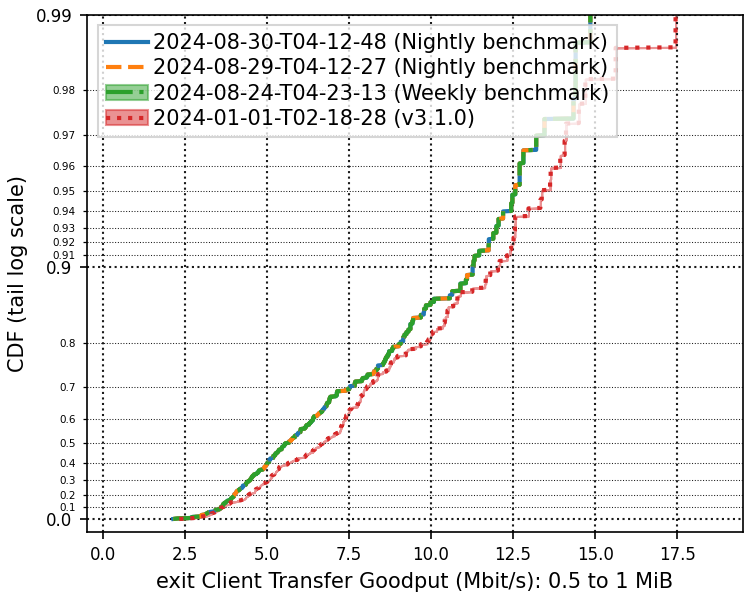 0.99
2024-08-30-T04-12-48 (Nightly benchmark)
2024-08-29-T04-12-27 (Nightly benchmark)
2024-08-24-T04-23-13 (Weekly benchmark)
2024-01-01-T02-18-28 (v3.1.0)
0.98
0.97
0.96
0.95
0.94
0.93
0.92
0.91
0.9
0.8
0.7
0.6
0.5
0.4
0.3
0.2
0.1
0.0
CDF (tail log scale)
0.0 2.5 5.0 7.5 10.0 12.5 15.0 17.5
exit Client Transfer Goodput (Mbit/s): 0.5 to 1 MiB